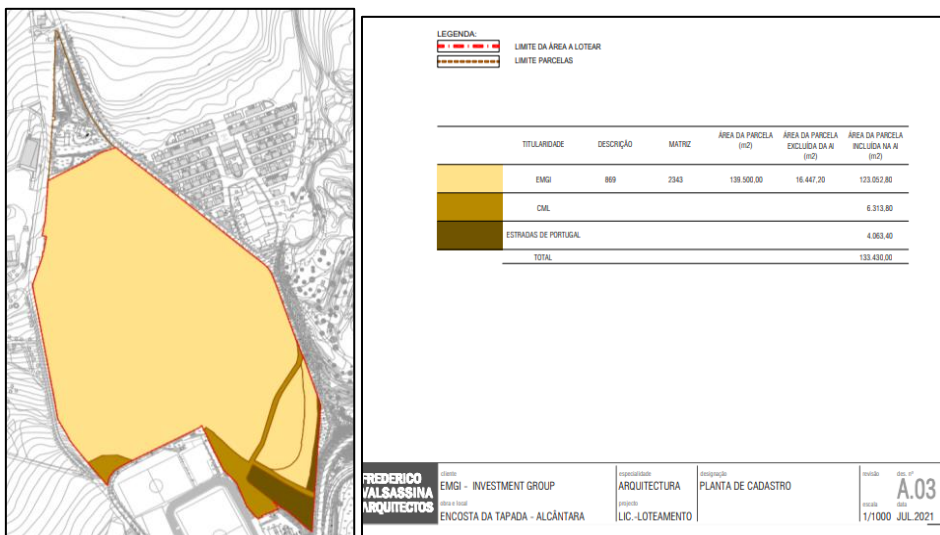 LEGENDA:
LIMITE DA ÁREA A LOTEAR
LIMITE PARCELAS
TITULARIDADE DESCRIÇÃO MATRIZ ÁREA DA PARCELA (m2) ÁREA DA PARCELA EXCLUÍDA DA AI (m2) ÁREA DA PARCELA INCLUÍDA NA AI (m2)
EMGI 869 2343 139.500,00 16.447,20 123.052,80
CML 6.313,80
ESTRADAS DE PORTUGAL 4.063,40
TOTAL 133.430,00
FREDERICO
VALSASSINA
ARQUITECTOS
cliente
EMGI - INVESTMENT GROUP
obra e local
ENCOSTA DA TAPADA - ALCÂNTARA
especialidade
ARQUITECTURA
projecto
LIC.-LOTEAMENTO
designação
PLANTA DE CADASTRO
revisão
des. nº
A.03
escala
1/1000
data
JUL.2021